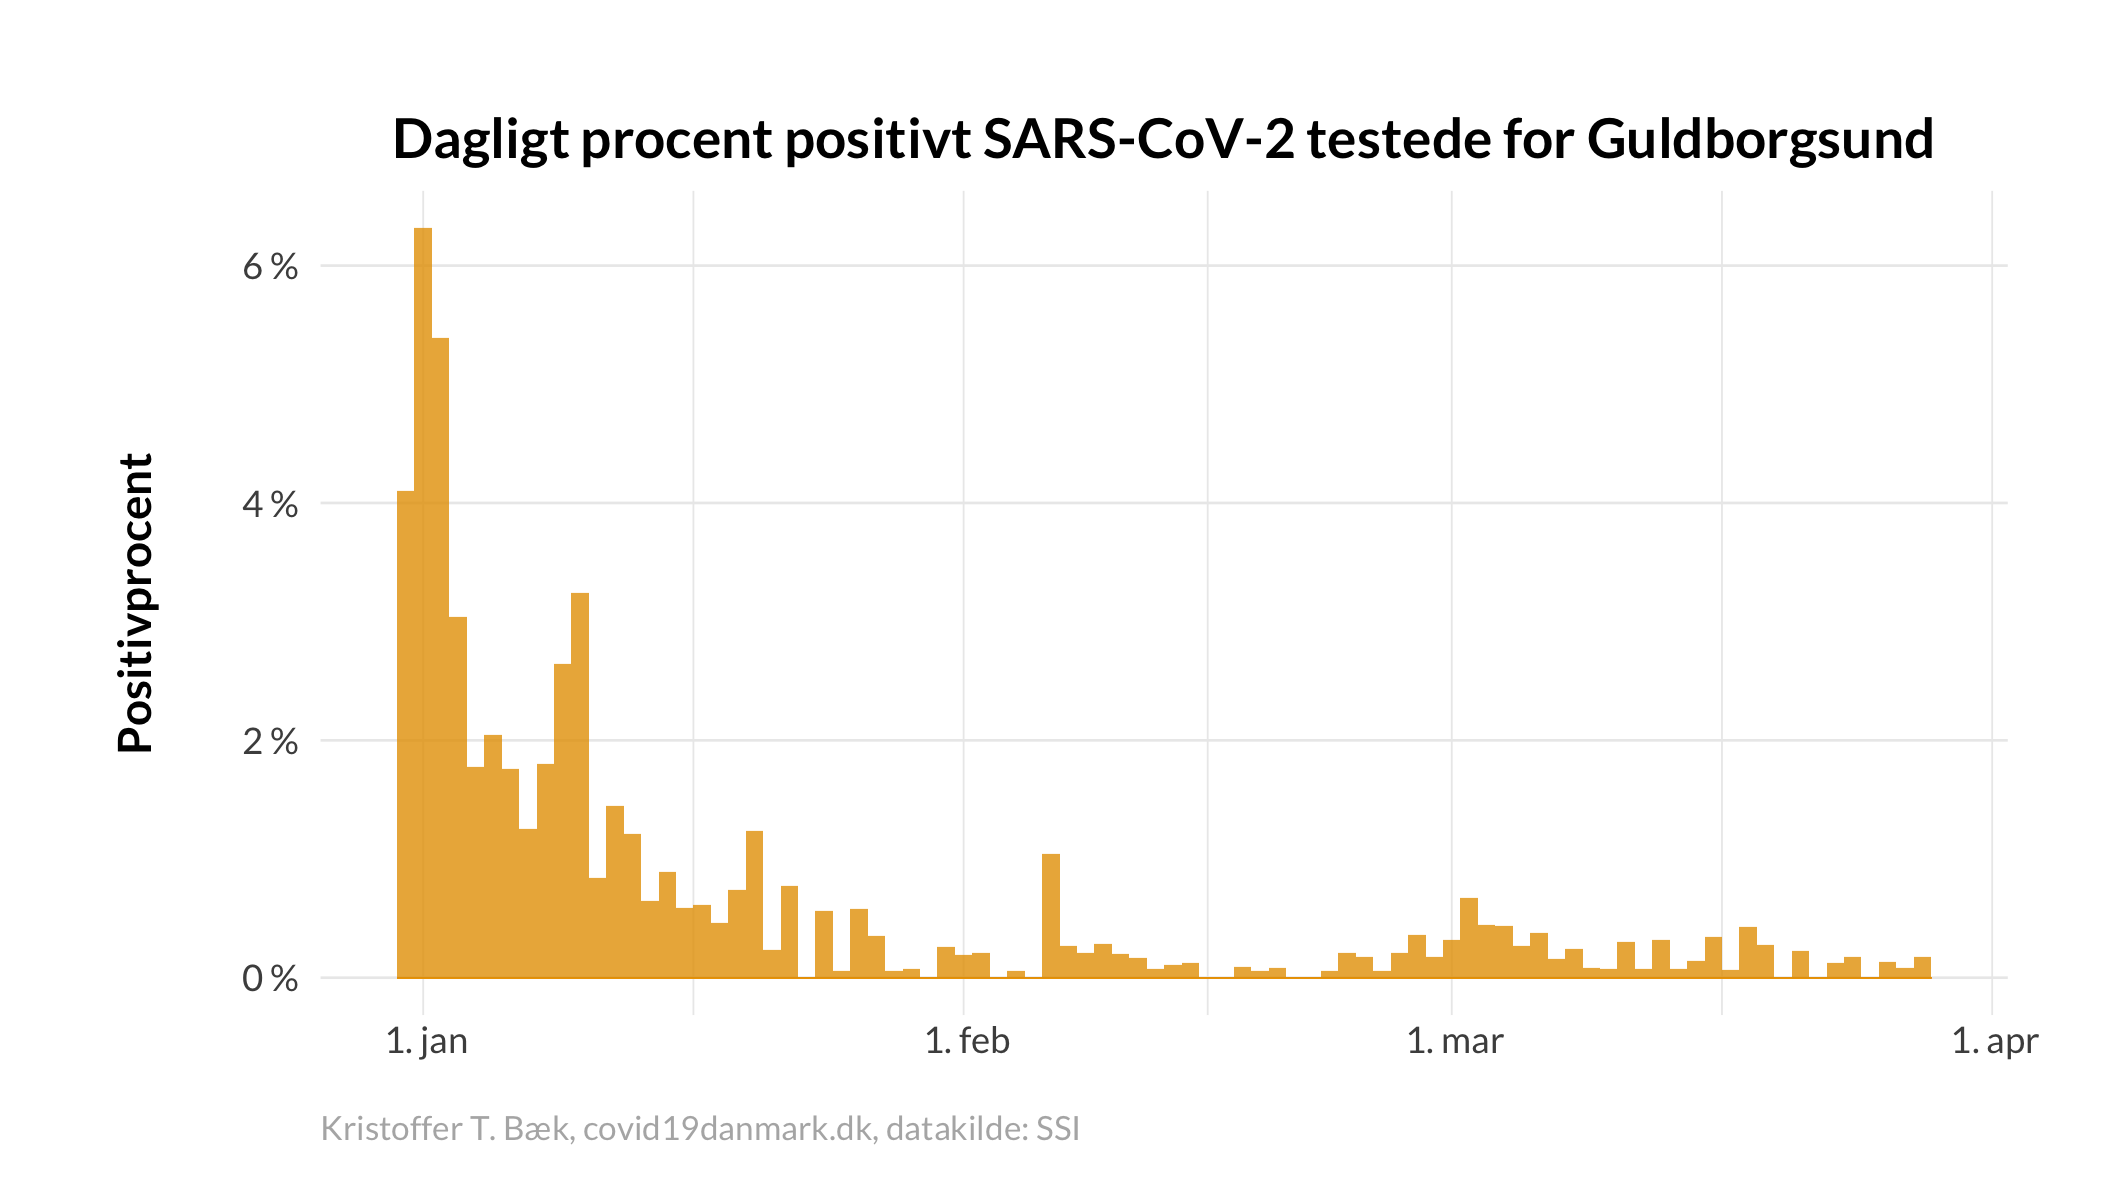 Dagligt procent positivt SARS-CoV-2 testede for Guldborgsund
Positivprocent
6 %
4 %
2 %
0 %
1. jan
1. feb
1. mar
1. apr
Kristoffer T. Bæk, covid19danmark.dk, datakilde: SSI